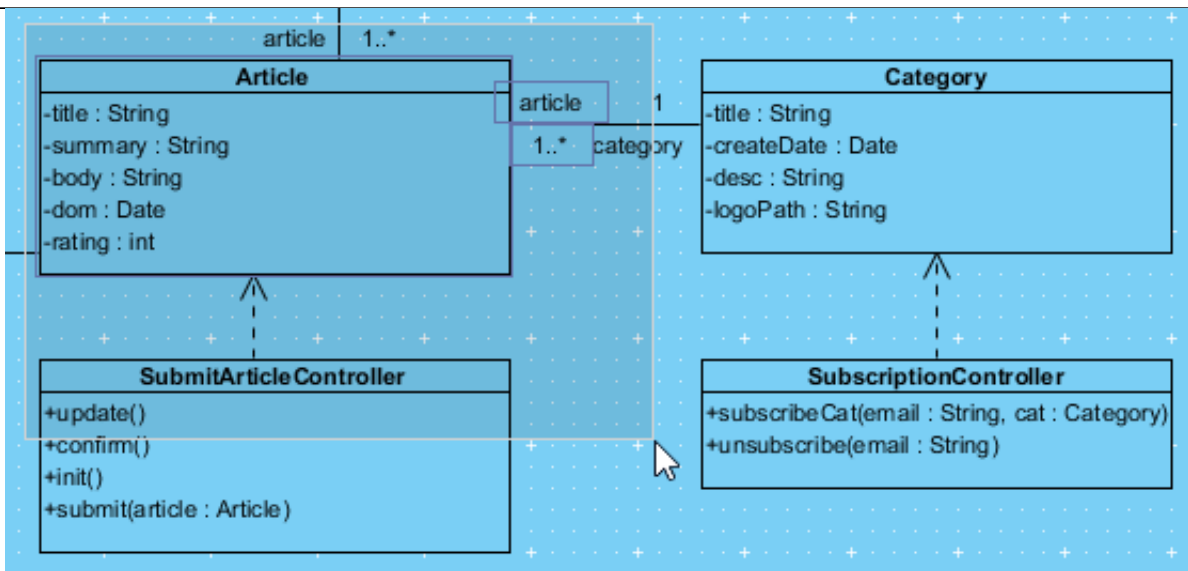 article 1..*
Article
-title : String
-summary : String
-body : String
-dom : Date
-rating : int
article 1
1..* category
Category
-title : String
-createDate : Date
-desc : String
-logoPath : String
SubmitArticleController
+update()
+confirm()
+init()
+submit(article : Article)
SubscriptionController
+subscribeCat(email : String, cat : Category)
+unsubscribe(email : String)